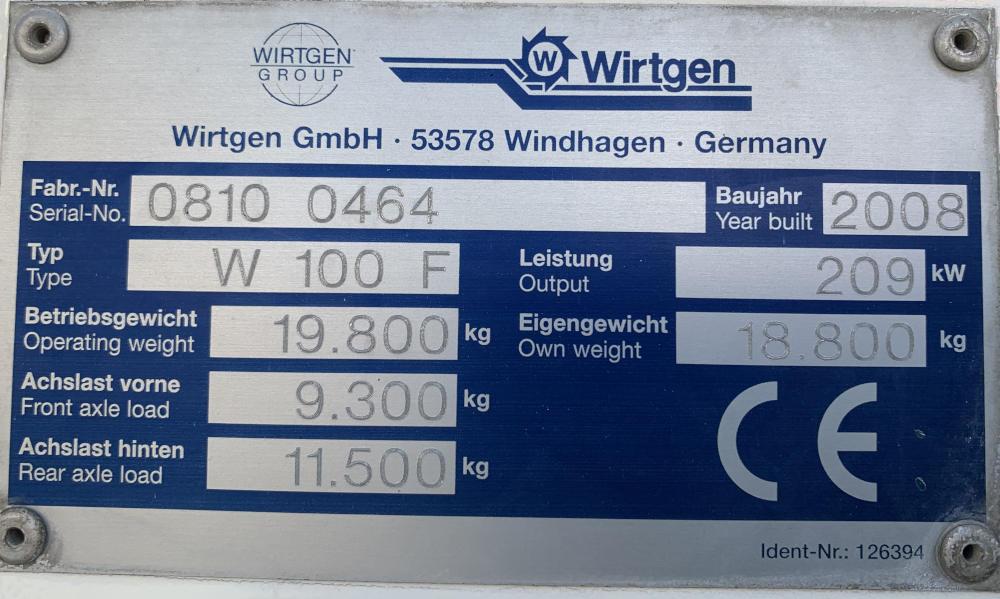 WIRTGEN
GROUP
W Wirtgen
Wirtgen GmbH · 53578 Windhagen · Germany
Fabr.-Nr.
Serial-No. 0810 0464
Baujahr
Year built 2008
Typ
Type W 100 F
Leistung
Output 209 kW
Betriebsgewicht
Operating weight 19.800 kg
Eigengewicht
Own weight 18.800 kg
Achslast vorne
Front axle load 9.300 kg
Achslast hinten
Rear axle load 11.500 kg
CE
Ident-Nr.: 126394